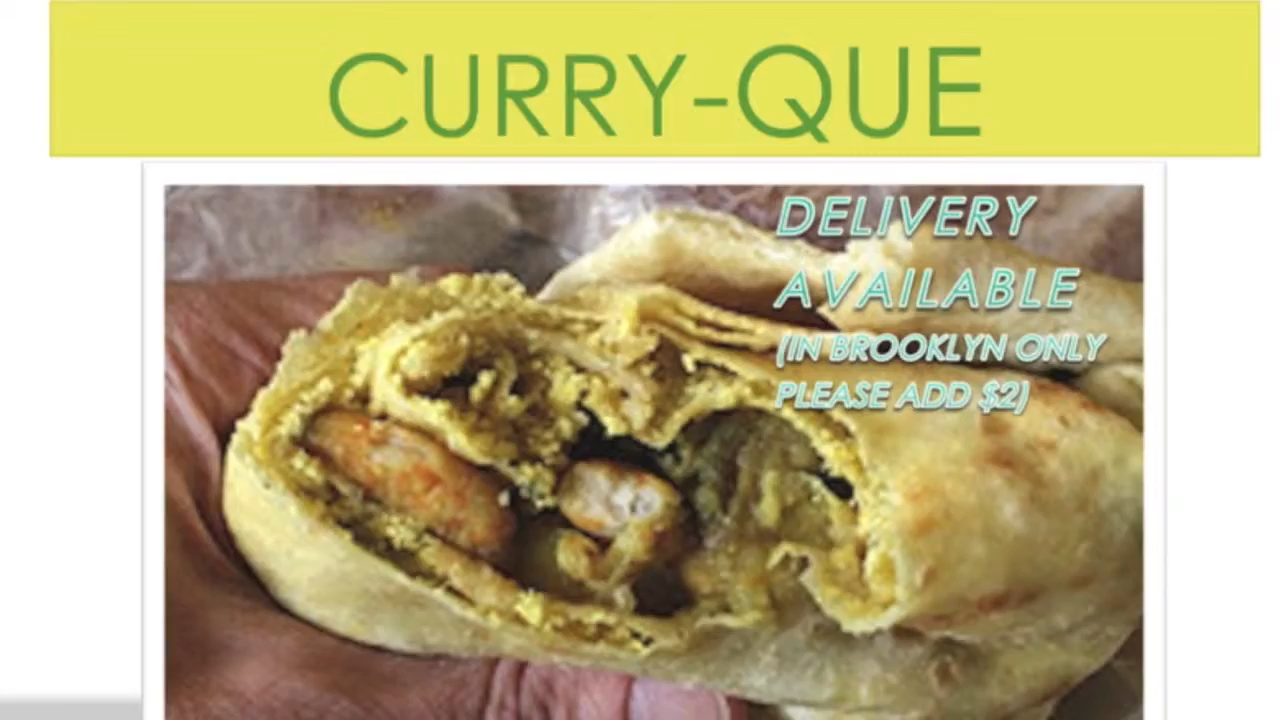 CURRY-QUE
DELIVERY
AVAILABLE
(IN BROOKLYN ONLY
PLEASE ADD $2)